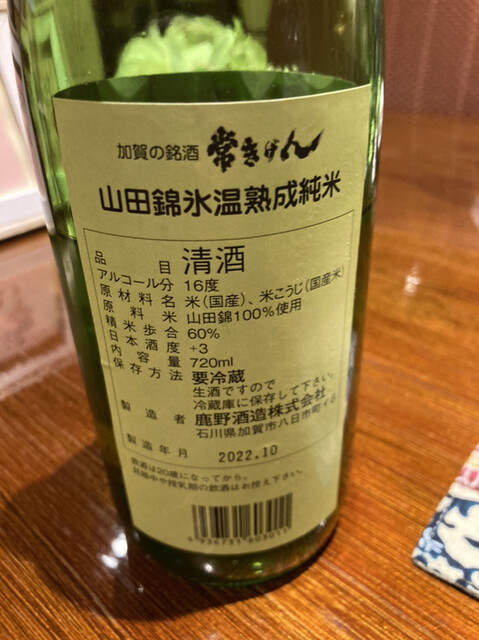 加賀の銘酒 常きげん
山田錦氷温熟成純米
品目 清酒
アルコール分 16度
原材料名 米(国産)、米こうじ(国産米)
原料米 山田錦100%使用
精米歩合 60%
日本酒度 +3
内容量 720ml
保存方法 要冷蔵
生酒ですので
冷蔵庫に保存して下さい。
製造者 鹿野酒造株式会社
石川県加賀市八日市町イ6
製造年月 2022.10
飲酒は20歳になってから。
妊娠中や授乳期の飲酒はお控え下さい。
4936731603011